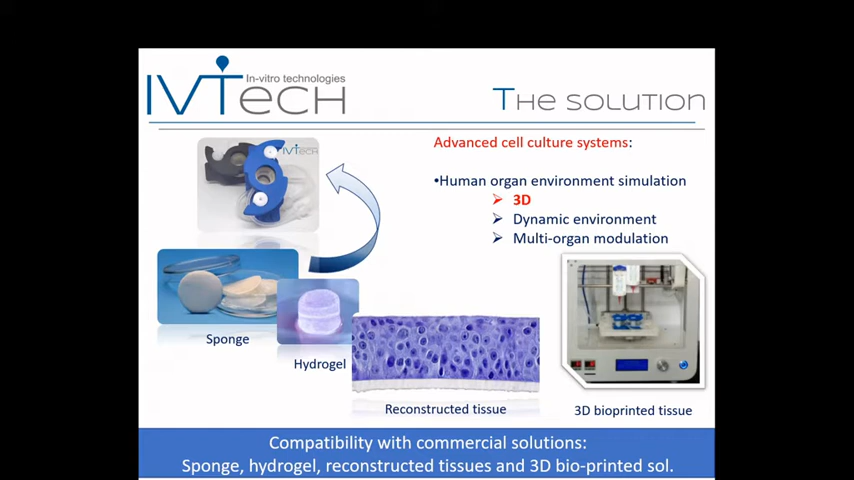 In-vitro technologies
IVTech
The solution
Advanced cell culture systems:
•Human organ environment simulation
3D
Dynamic environment
Multi-organ modulation
IVTech
Sponge
Hydrogel
Reconstructed tissue
3D bioprinted tissue
Compatibility with commercial solutions:
Sponge, hydrogel, reconstructed tissues and 3D bio-printed sol.